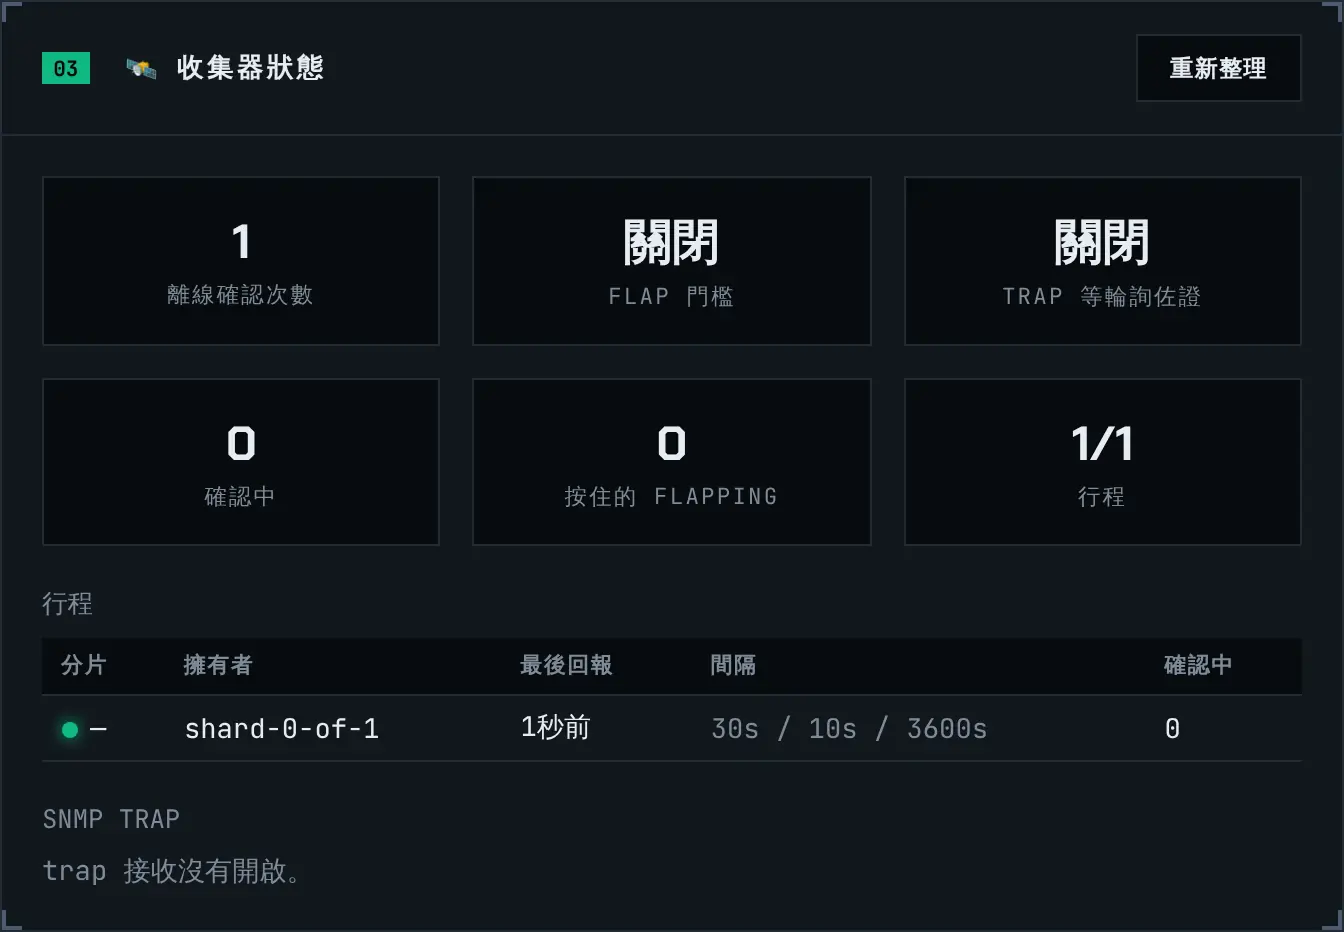 03 收集器狀態 重新整理
1
離線確認次數
關閉
FLAP 門檻
關閉
TRAP 等輪詢佐證
0
確認中
0
按住的 FLAPPING
1/1
行程
行程
分片 擁有者 最後回報 間隔 確認中
— shard-0-of-1 1秒前 30s / 10s / 3600s 0
SNMP TRAP
trap 接收沒有開啟。